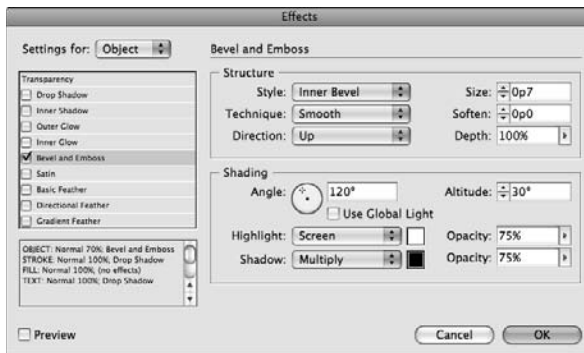 Effects
Settings for: Object
Transparency
Drop Shadow
Inner Shadow
Outer Glow
Inner Glow
Bevel and Emboss
Satin
Basic Feather
Directional Feather
Gradient Feather
OBJECT: Normal 70%; Bevel and Emboss
STROKE: Normal 100%; Drop Shadow
FILL: Normal 100%; (no effects)
TEXT: Normal 100%; Drop Shadow
Preview
Bevel and Emboss
Structure
Style: Inner Bevel Size: 0p7
Technique: Smooth Soften: 0p0
Direction: Up Depth: 100%
Shading
Angle: 120° Altitude: 30°
Use Global Light
Highlight: Screen Opacity: 75%
Shadow: Multiply Opacity: 75%
Cancel OK